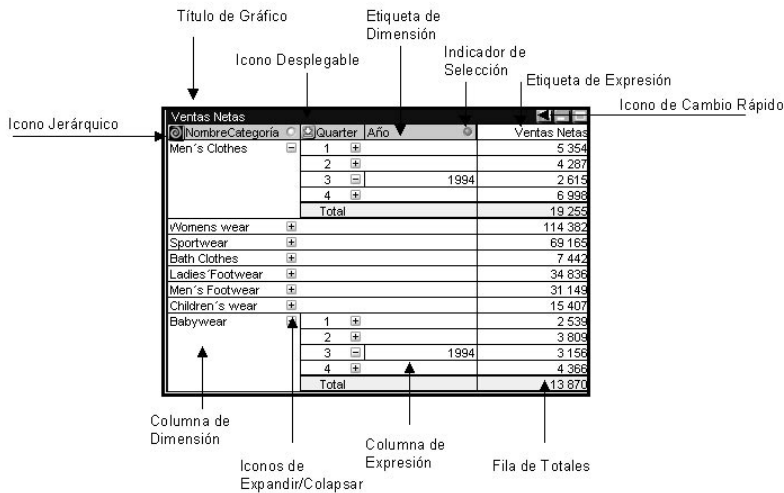 Título de Gráfico
Etiqueta de
Dimensión
Icono Desplegable
Indicador de
Selección
Etiqueta de Expresión
Icono de Cambio Rápido
Icono Jerárquico
Ventas Netas
NombreCategoría Quarter Año Ventas Netas
Men´s Clothes 1 5 354
2 4 287
3 1994 2 615
4 6 998
Total 19 255
Womens wear 114 382
Sportwear 69 165
Bath Clothes 7 442
Ladies´Footwear 34 836
Men´s Footwear 31 149
Children´s wear 15 407
Babywear 1 2 539
2 3 809
3 1994 3 156
4 4 366
Total 13 870
Columna de
Dimensión
Iconos de
Expandir/Colapsar
Columna de
Expresión
Fila de Totales